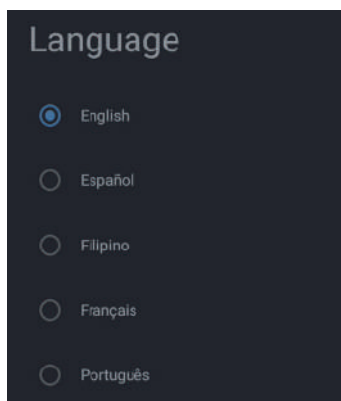 Language
English
Español
Filipino
Français
Português